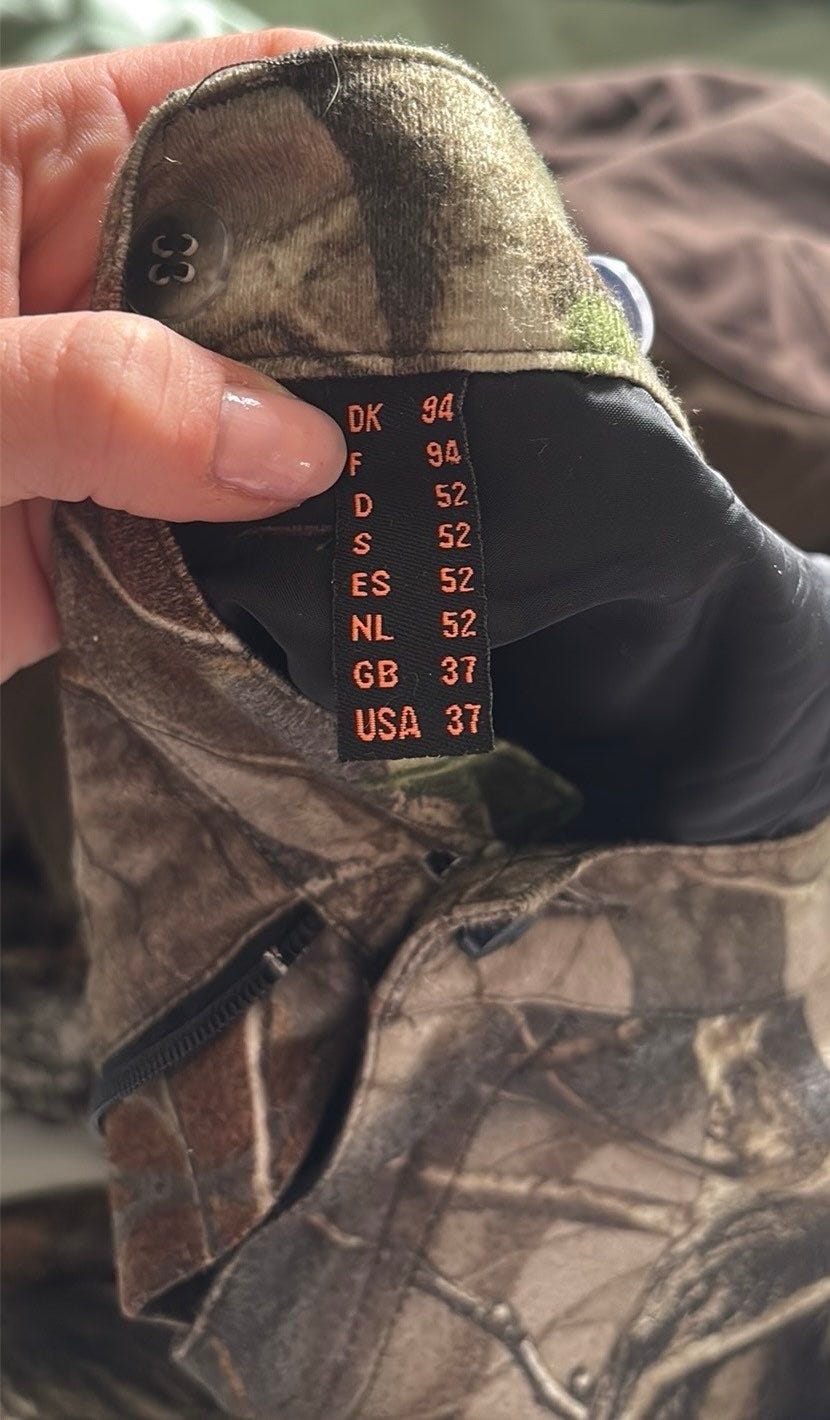 DK 94
F 94
D 52
S 52
ES 52
NL 52
GB 37
USA 37